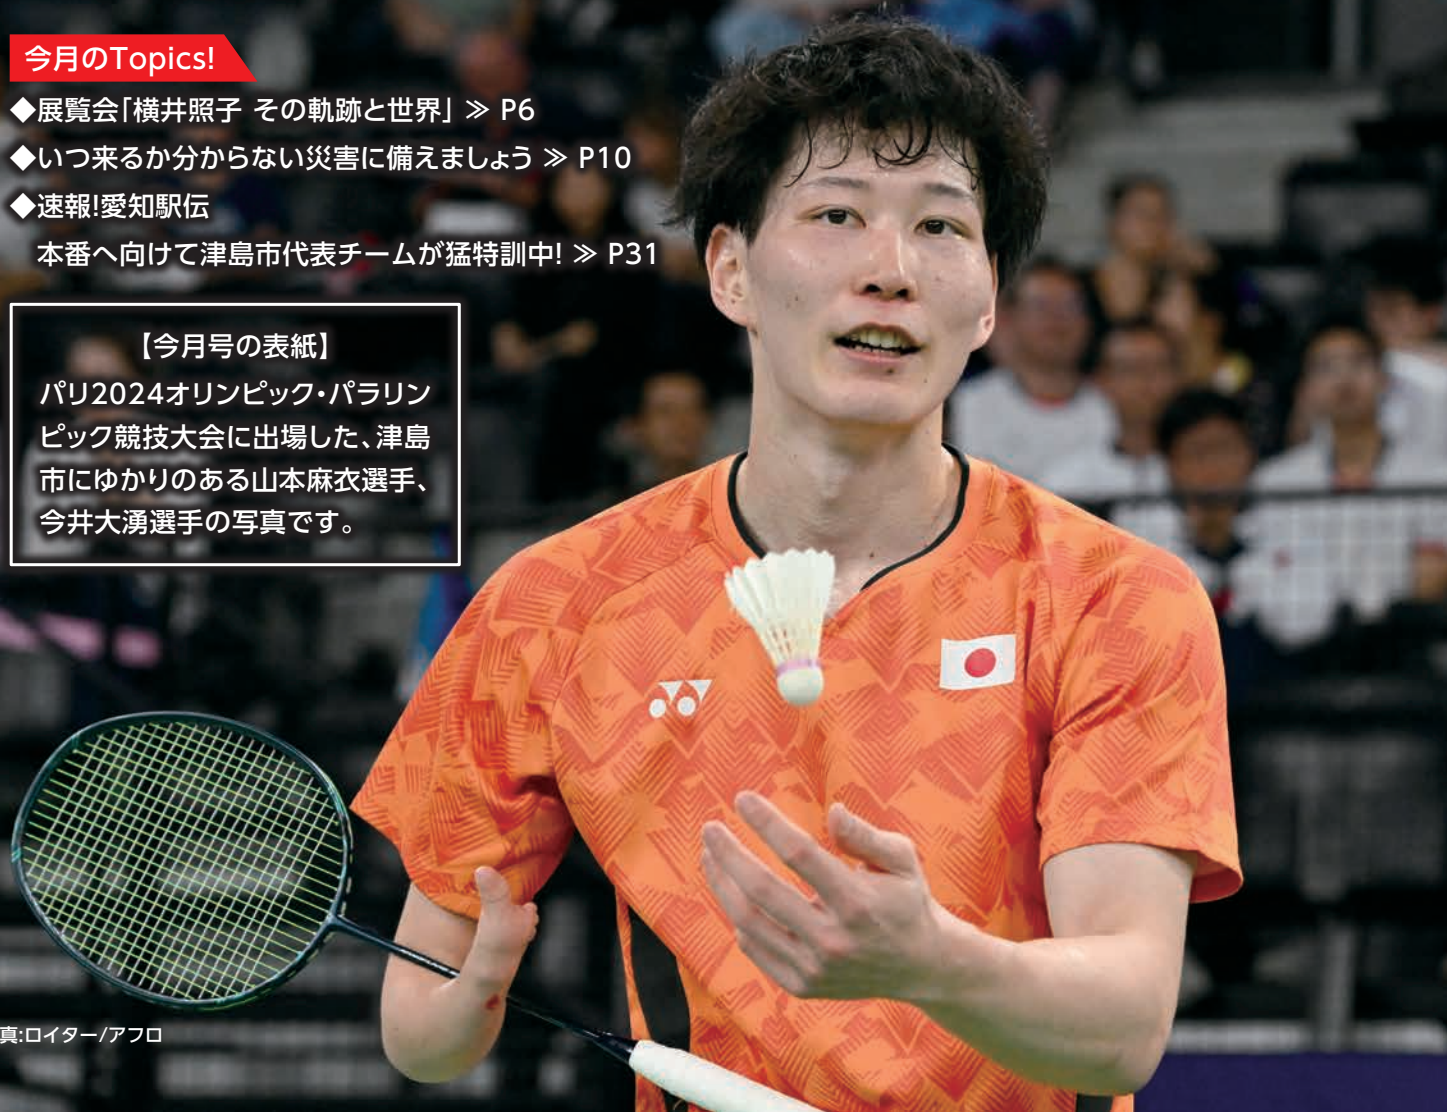 今月のTopics!
◆展覧会「横井照子 その軌跡と世界」 ≫ P6
◆いつ来るか分からない災害に備えましょう ≫ P10
◆速報!愛知駅伝
本番へ向けて津島市代表チームが猛特訓中! ≫ P31
【今月号の表紙】
パリ2024オリンピック・パラリン
ピック競技大会に出場した、津島
市にゆかりのある山本麻衣選手、
今井大湧選手の写真です。
真:ロイター/アフロ